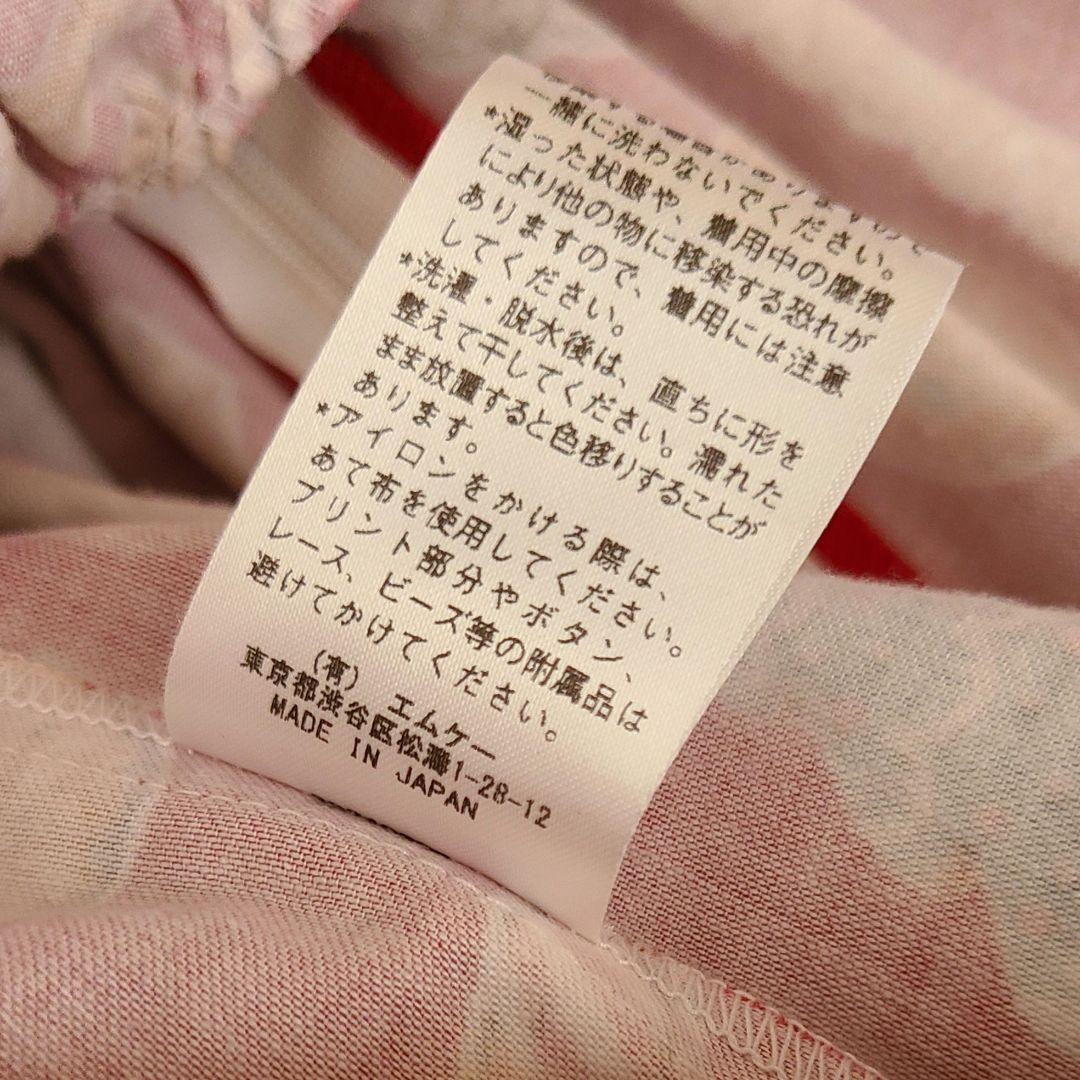 一緒に洗わないでください。
*湿った状態や、着用中の摩擦
により他の物に移染する恐れが
ありますので、着用には注意
してください。
*洗濯・脱水後は、直ちに形を
整えて干してください。濡れた
まま放置すると色移りすることが
あります。
*アイロンをかける際は、
あて布を使用してください。
プリント部分やボタン、
レース、ビーズ等の附属品は
避けてかけてください。
(有) エムケー
東京都渋谷区松濤1-28-12
MADE IN JAPAN